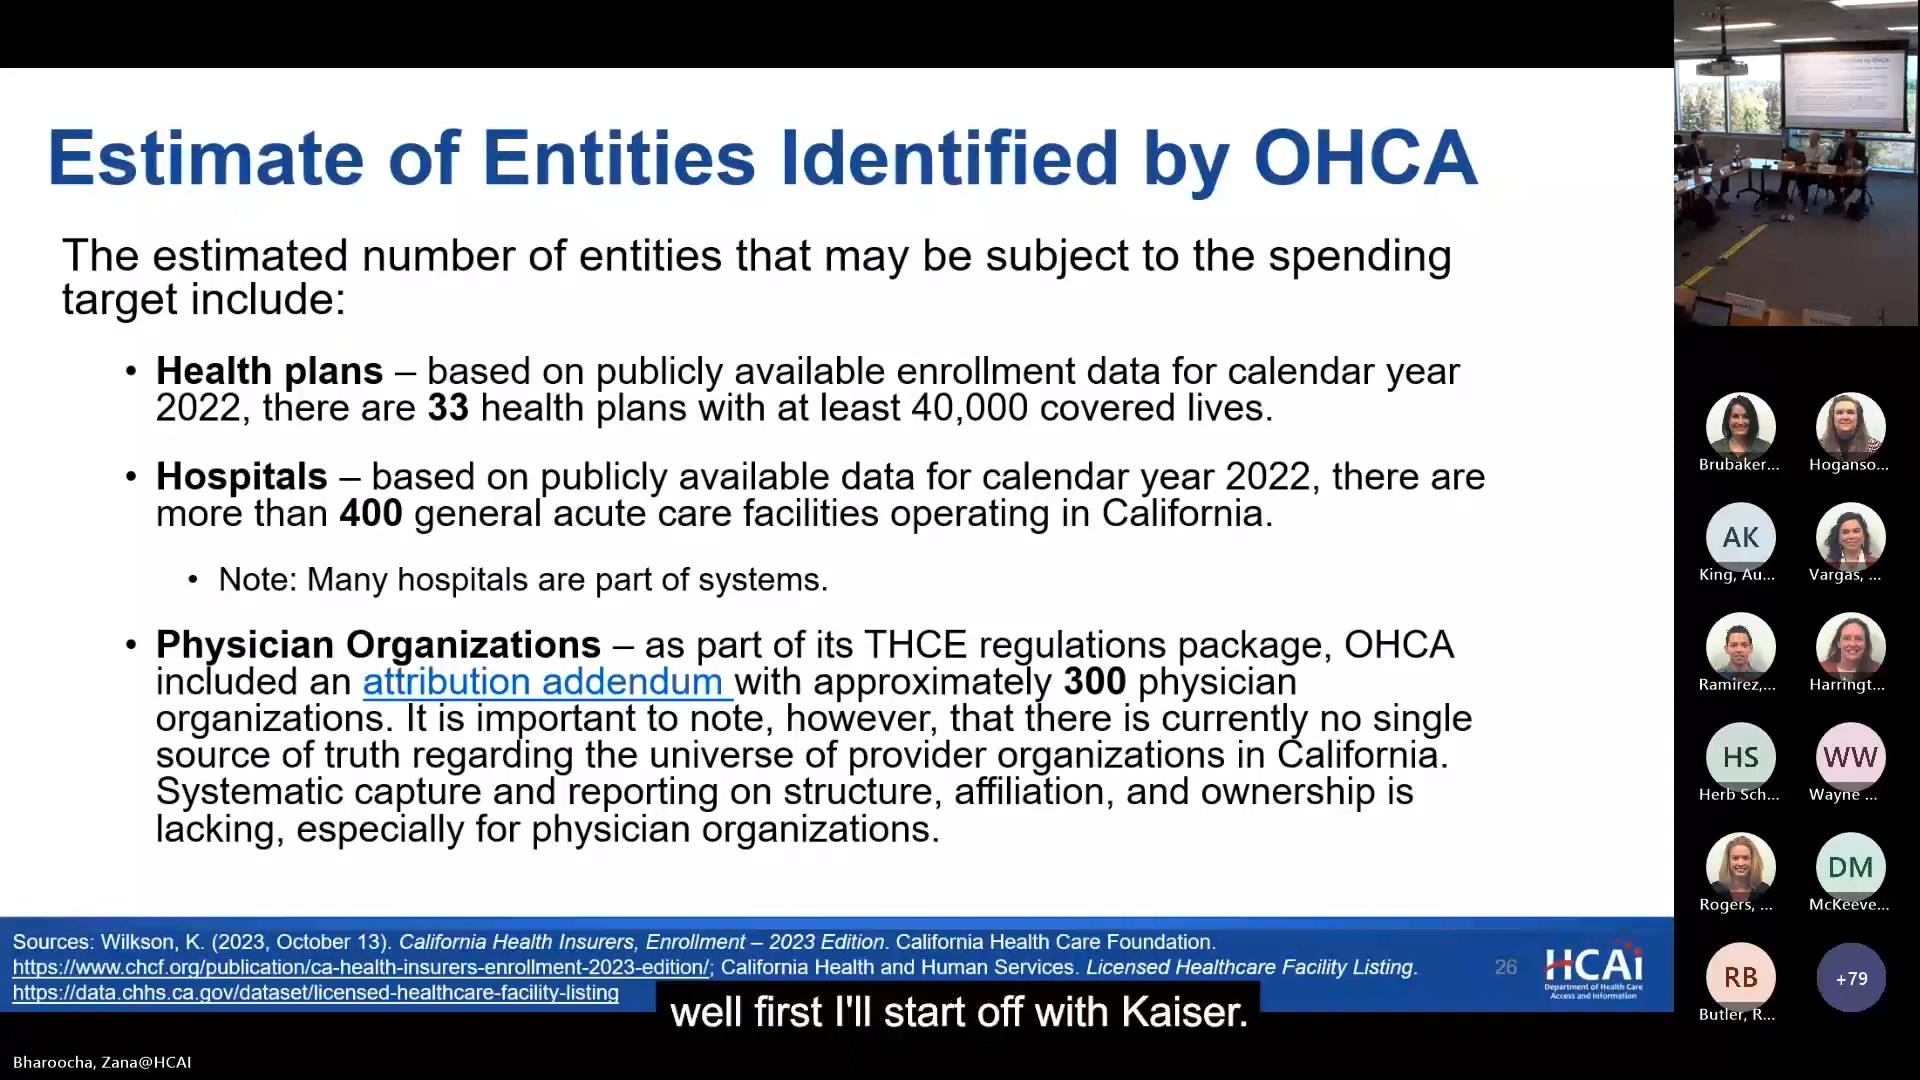 Estimate of Entities Identified by OHCA
The estimated number of entities that may be subject to the spending
target include:
• Health plans – based on publicly available enrollment data for calendar year
2022, there are 33 health plans with at least 40,000 covered lives.
• Hospitals – based on publicly available data for calendar year 2022, there are
more than 400 general acute care facilities operating in California.
• Note: Many hospitals are part of systems.
• Physician Organizations – as part of its THCE regulations package, OHCA
included an attribution addendum with approximately 300 physician
organizations. It is important to note, however, that there is currently no single
source of truth regarding the universe of provider organizations in California.
Systematic capture and reporting on structure, affiliation, and ownership is
lacking, especially for physician organizations.
Sources: Wilkson, K. (2023, October 13). California Health Insurers, Enrollment – 2023 Edition. California Health Care Foundation.
https://www.chcf.org/publication/ca-health-insurers-enrollment-2023-edition/; California Health and Human Services. Licensed Healthcare Facility Listing.
https://data.chhs.ca.gov/dataset/licensed-healthcare-facility-listing
26
HCAi
Department of Health Care
Access and Information
well first I'll start off with Kaiser.
Bharoocha, Zana@HCAI
Brubaker...
Hoganso...
AK
King, Au...
Vargas, ...
Ramirez,...
Harringt...
HS
Herb Sch...
WW
Wayne ...
Rogers, ...
DM
McKeeve...
RB
Butler, R...
+79